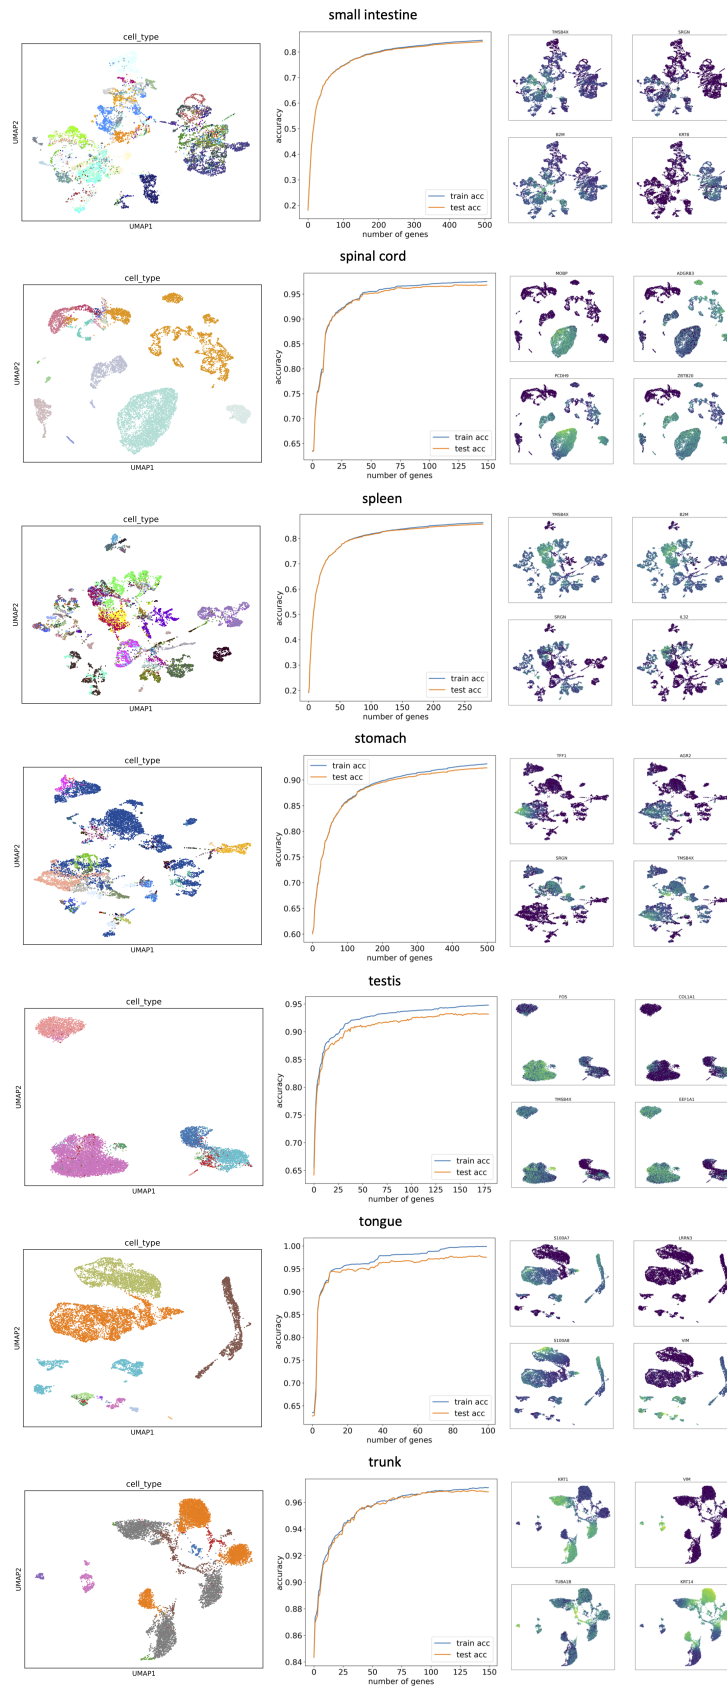 small intestine
cell_type
UMAP2
UMAP1
accuracy
0.8
0.7
0.6
0.5
0.4
0.3
0.2
train acc
test acc
0 100 200 300 400 500
number of genes
TMSB4X SRGN
B2M KRT8
spinal cord
cell_type
UMAP2
UMAP1
accuracy
0.95
0.90
0.85
0.80
0.75
0.70
0.65
train acc
test acc
0 25 50 75 100 125 150
number of genes
MOBP ADGRB3
PCDH9 ZBTB20
spleen
cell_type
UMAP2
UMAP1
accuracy
0.8
0.7
0.6
0.5
0.4
0.3
0.2
train acc
test acc
0 50 100 150 200 250
number of genes
TMSB4X B2M
SRGN IL32
stomach
cell_type
UMAP2
UMAP1
accuracy
train acc
test acc
0.90
0.85
0.80
0.75
0.70
0.65
0.60
0 100 200 300 400 500
number of genes
TFF1 AGR2
SRGN TMSB4X
testis
cell_type
UMAP2
UMAP1
accuracy
0.95
0.90
0.85
0.80
0.75
0.70
0.65
train acc
test acc
0 25 50 75 100 125 150 175
number of genes
FOS COL1A1
TMSB4X EEF1A1
tongue
cell_type
UMAP2
UMAP1
accuracy
1.00
0.95
0.90
0.85
0.80
0.75
0.70
0.65
train acc
test acc
0 20 40 60 80 100
number of genes
S100A7 LRRN3
S100A8 VIM
trunk
cell_type
UMAP2
UMAP1
accuracy
0.96
0.94
0.92
0.90
0.88
0.86
0.84
train acc
test acc
0 25 50 75 100 125 150
number of genes
KRT1 VIM
TUBA1B KRT14